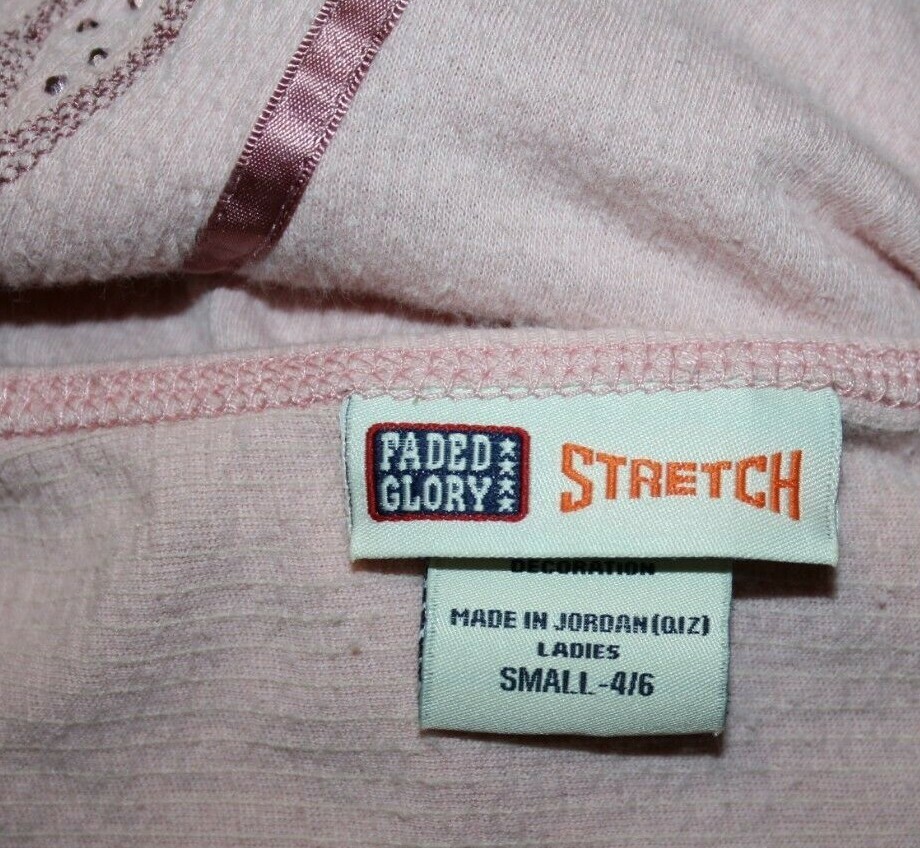 FADED
GLORY
STRETCH
DECORATION
MADE IN JORDAN (QIZ)
LADIES
SMALL-4/6